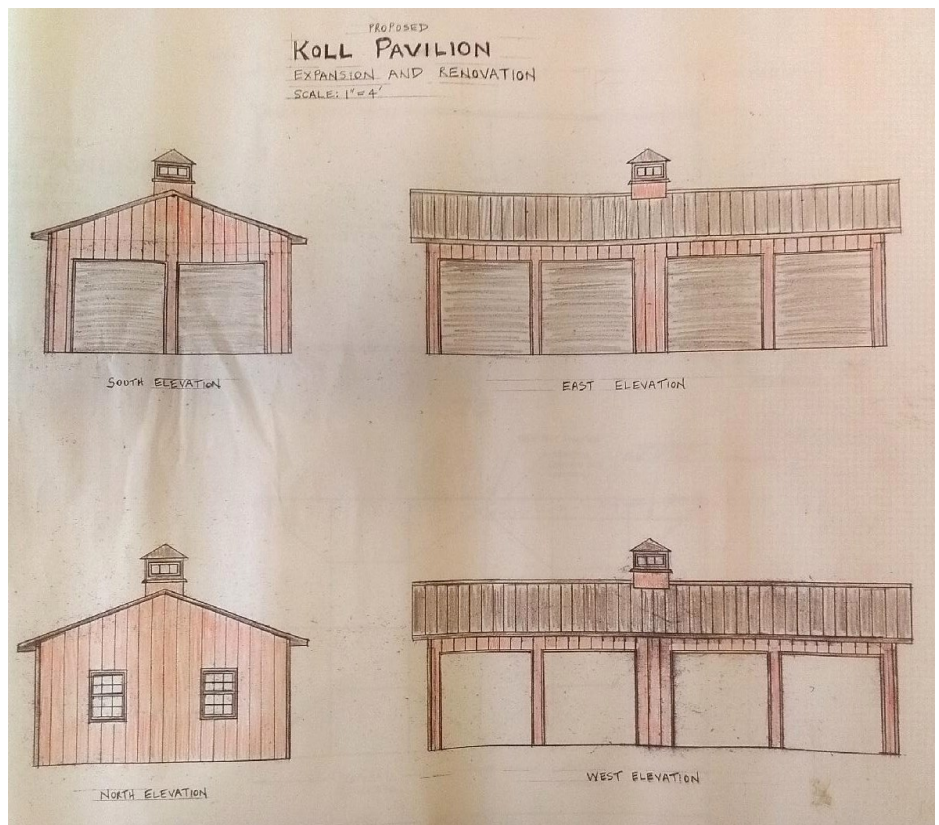 PROPOSED
KOLL PAVILION
EXPANSION AND RENOVATION
SCALE: 1" = 4'
SOUTH ELEVATION
EAST ELEVATION
NORTH ELEVATION
WEST ELEVATION